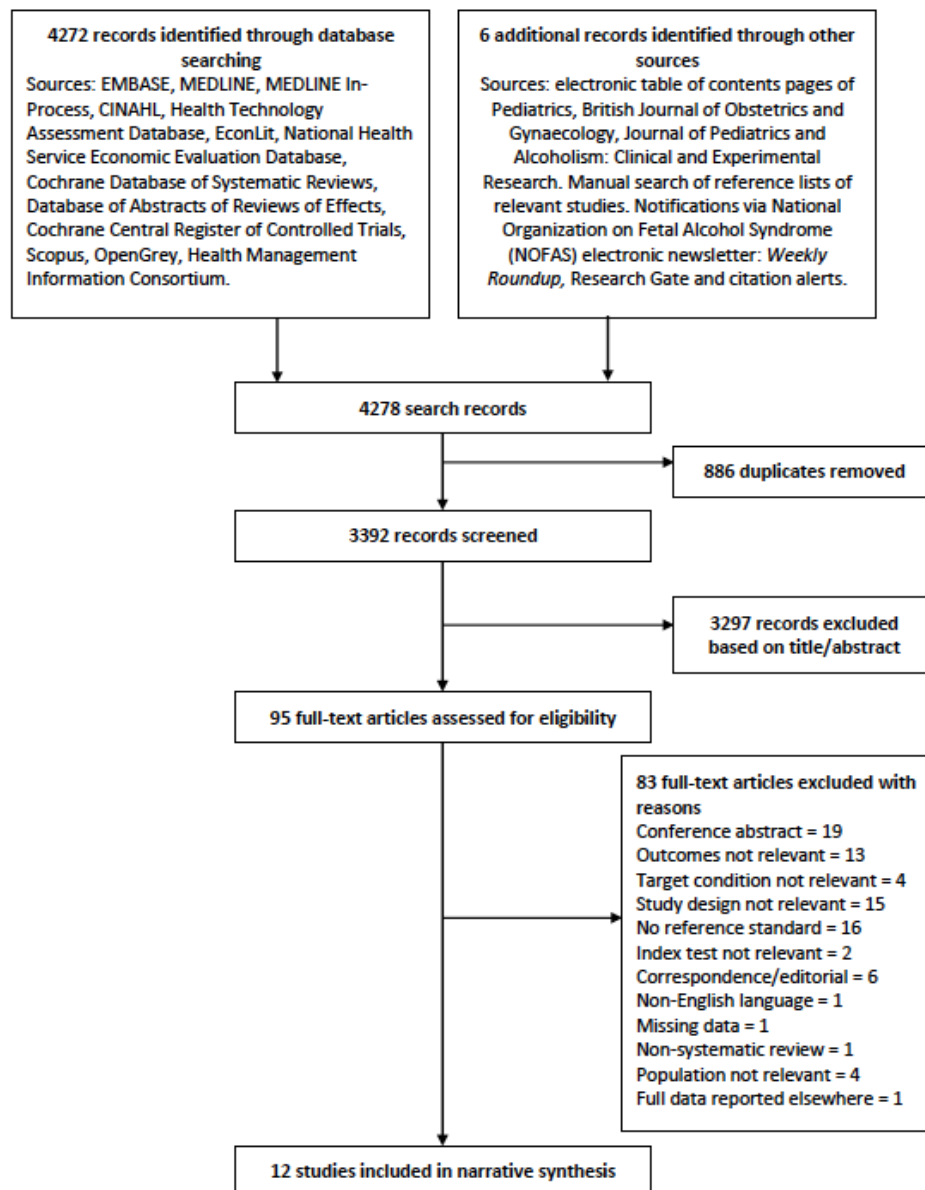 4272 records identified through database
searching
Sources: EMBASE, MEDLINE, MEDLINE In-
Process, CINAHL, Health Technology
Assessment Database, EconLit, National Health
Service Economic Evaluation Database,
Cochrane Database of Systematic Reviews,
Database of Abstracts of Reviews of Effects,
Cochrane Central Register of Controlled Trials,
Scopus, OpenGrey, Health Management
Information Consortium.
6 additional records identified through other
sources
Sources: electronic table of contents pages of
Pediatrics, British Journal of Obstetrics and
Gynaecology, Journal of Pediatrics and
Alcoholism: Clinical and Experimental
Research. Manual search of reference lists of
relevant studies. Notifications via National
Organization on Fetal Alcohol Syndrome
(NOFAS) electronic newsletter: Weekly
Roundup, Research Gate and citation alerts.
4278 search records
886 duplicates removed
3392 records screened
3297 records excluded
based on title/abstract
95 full-text articles assessed for eligibility
83 full-text articles excluded with
reasons
Conference abstract = 19
Outcomes not relevant = 13
Target condition not relevant = 4
Study design not relevant = 15
No reference standard = 16
Index test not relevant = 2
Correspondence/editorial = 6
Non-English language = 1
Missing data = 1
Non-systematic review = 1
Population not relevant = 4
Full data reported elsewhere = 1
12 studies included in narrative synthesis